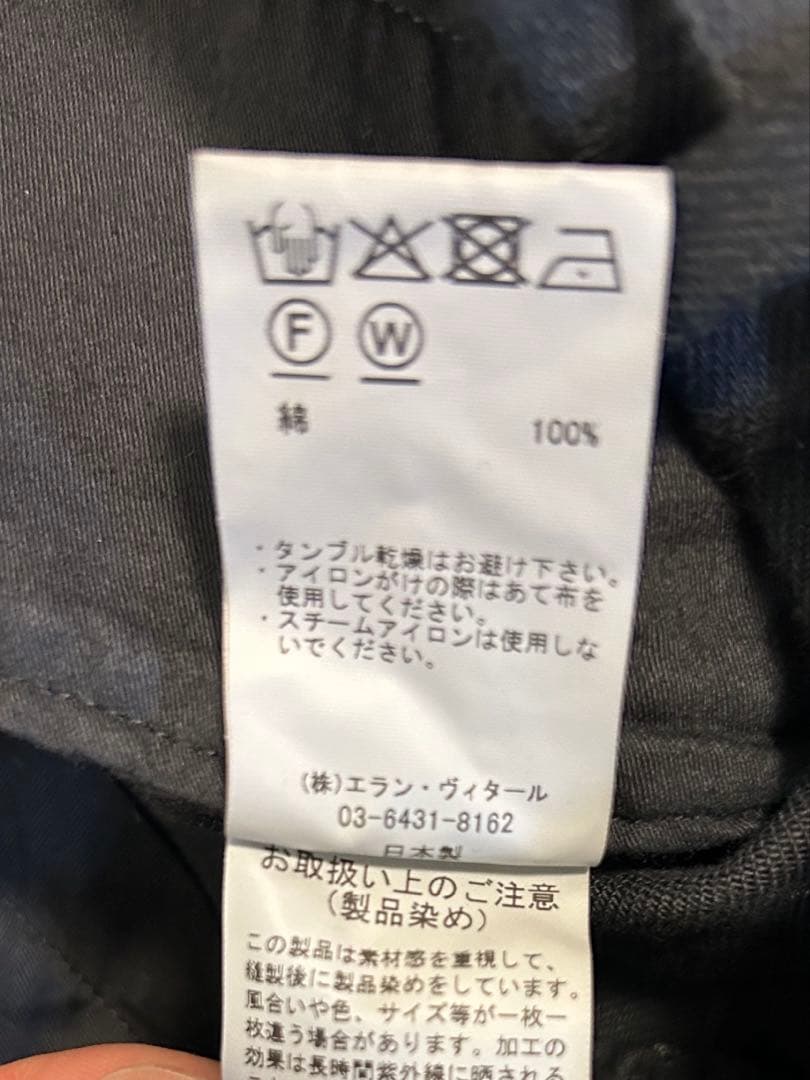 F W
綿 100%
・タンブル乾燥はお避け下さい。
・アイロンがけの際はあて布を
使用してください。
・スチームアイロンは使用しな
いでください。
(株)エラン・ヴィタール
03-6431-8162
日本製
お取扱い上のご注意
(製品染め)
この製品は素材感を重視して、
縫製後に製品染めをしています。
風合いや色、サイズ等が一枚一
枚違う場合があります。加工の
効果は長時間紫外線に晒される